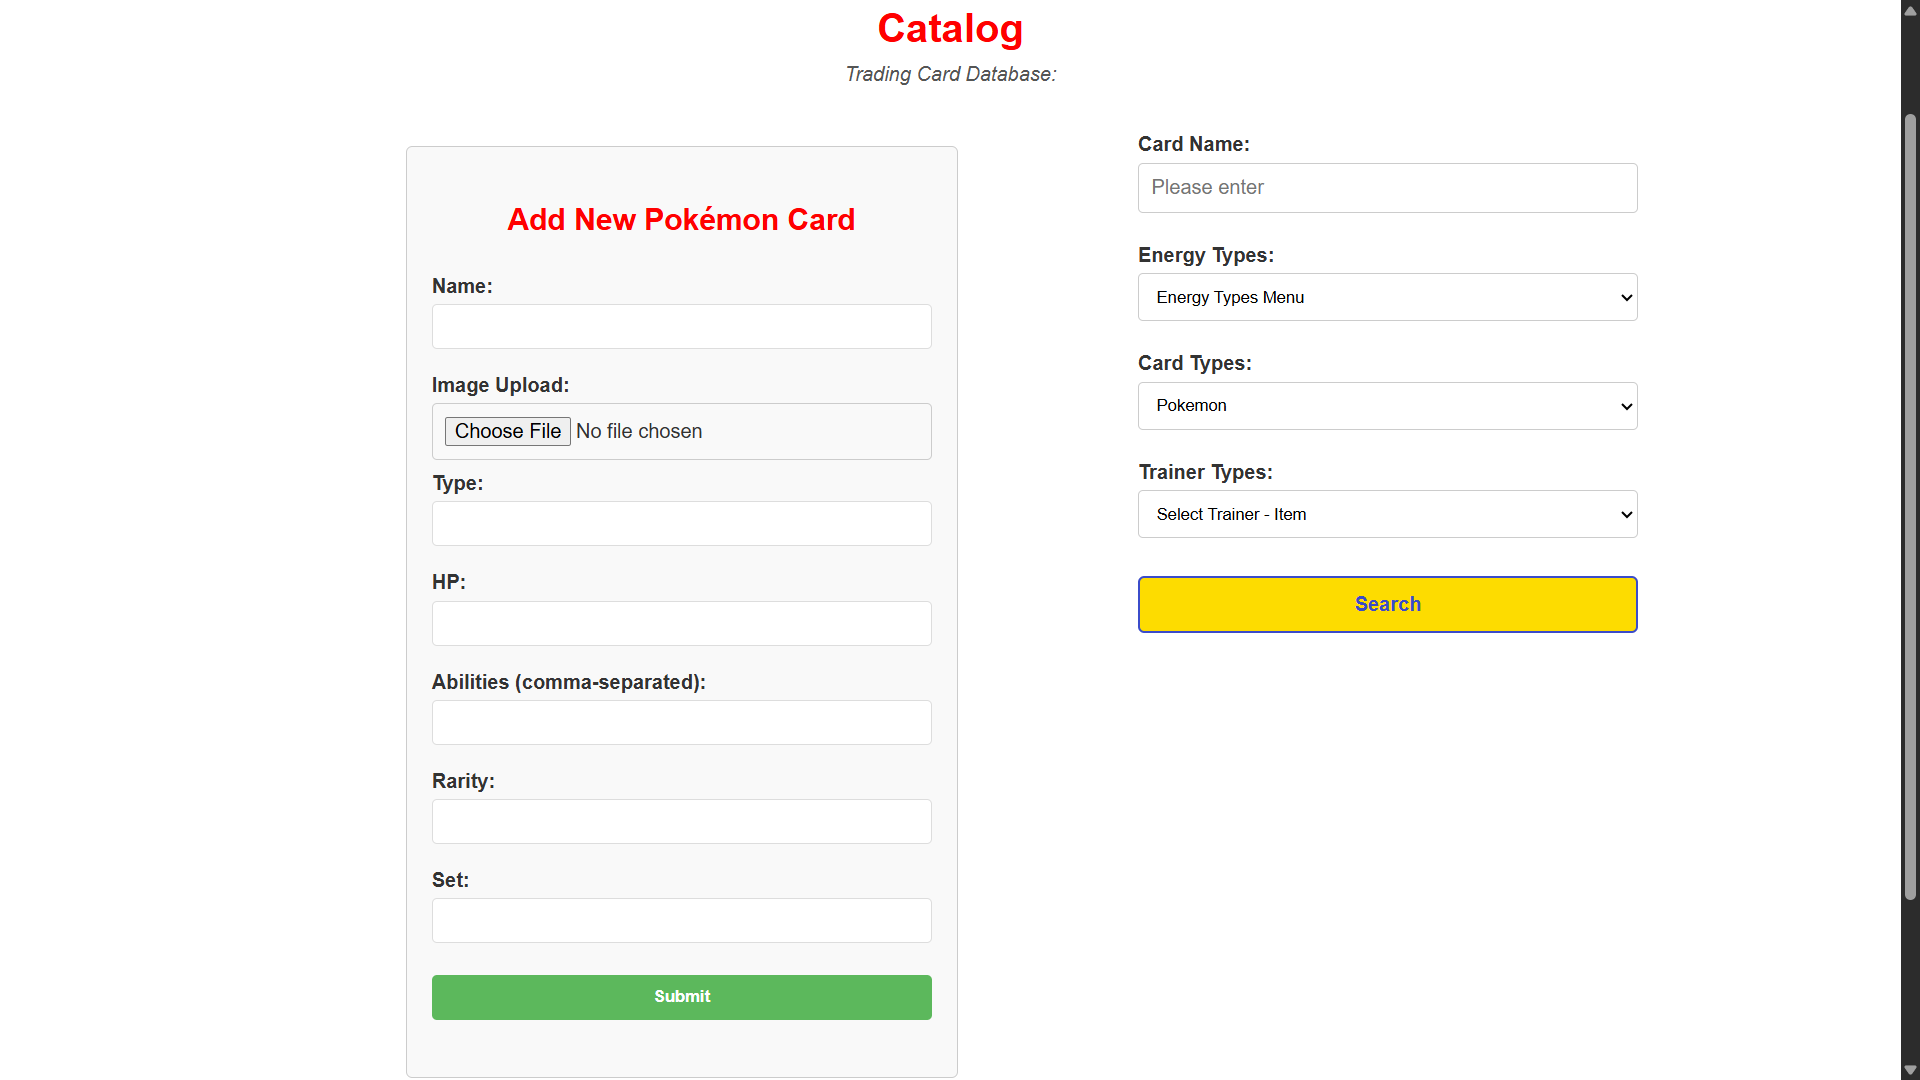 Catalog
Trading Card Database:
Add New Pokémon Card
Name:
Image Upload:
Choose File No file chosen
Type:
HP:
Abilities (comma-separated):
Rarity:
Set:
Submit
Card Name:
Please enter
Energy Types:
Energy Types Menu
Card Types:
Pokemon
Trainer Types:
Select Trainer - Item
Search